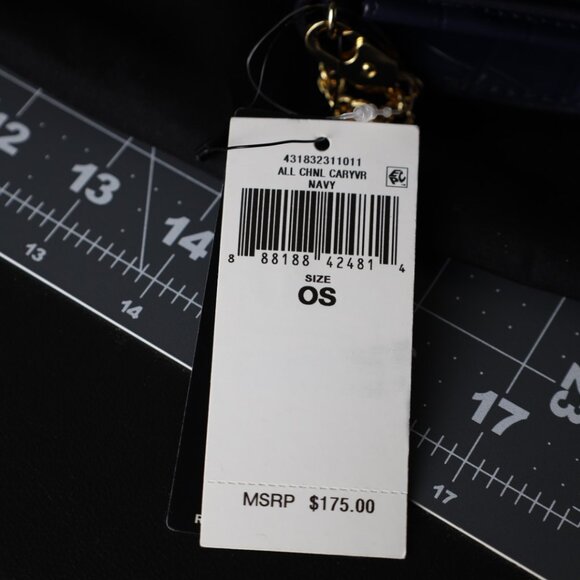 431832311011
ALL CHNL CARYVR
NAVY
8 88188 42481 4
SIZE
OS
MSRP $175.00
12
13
14
13
14
17
17
R